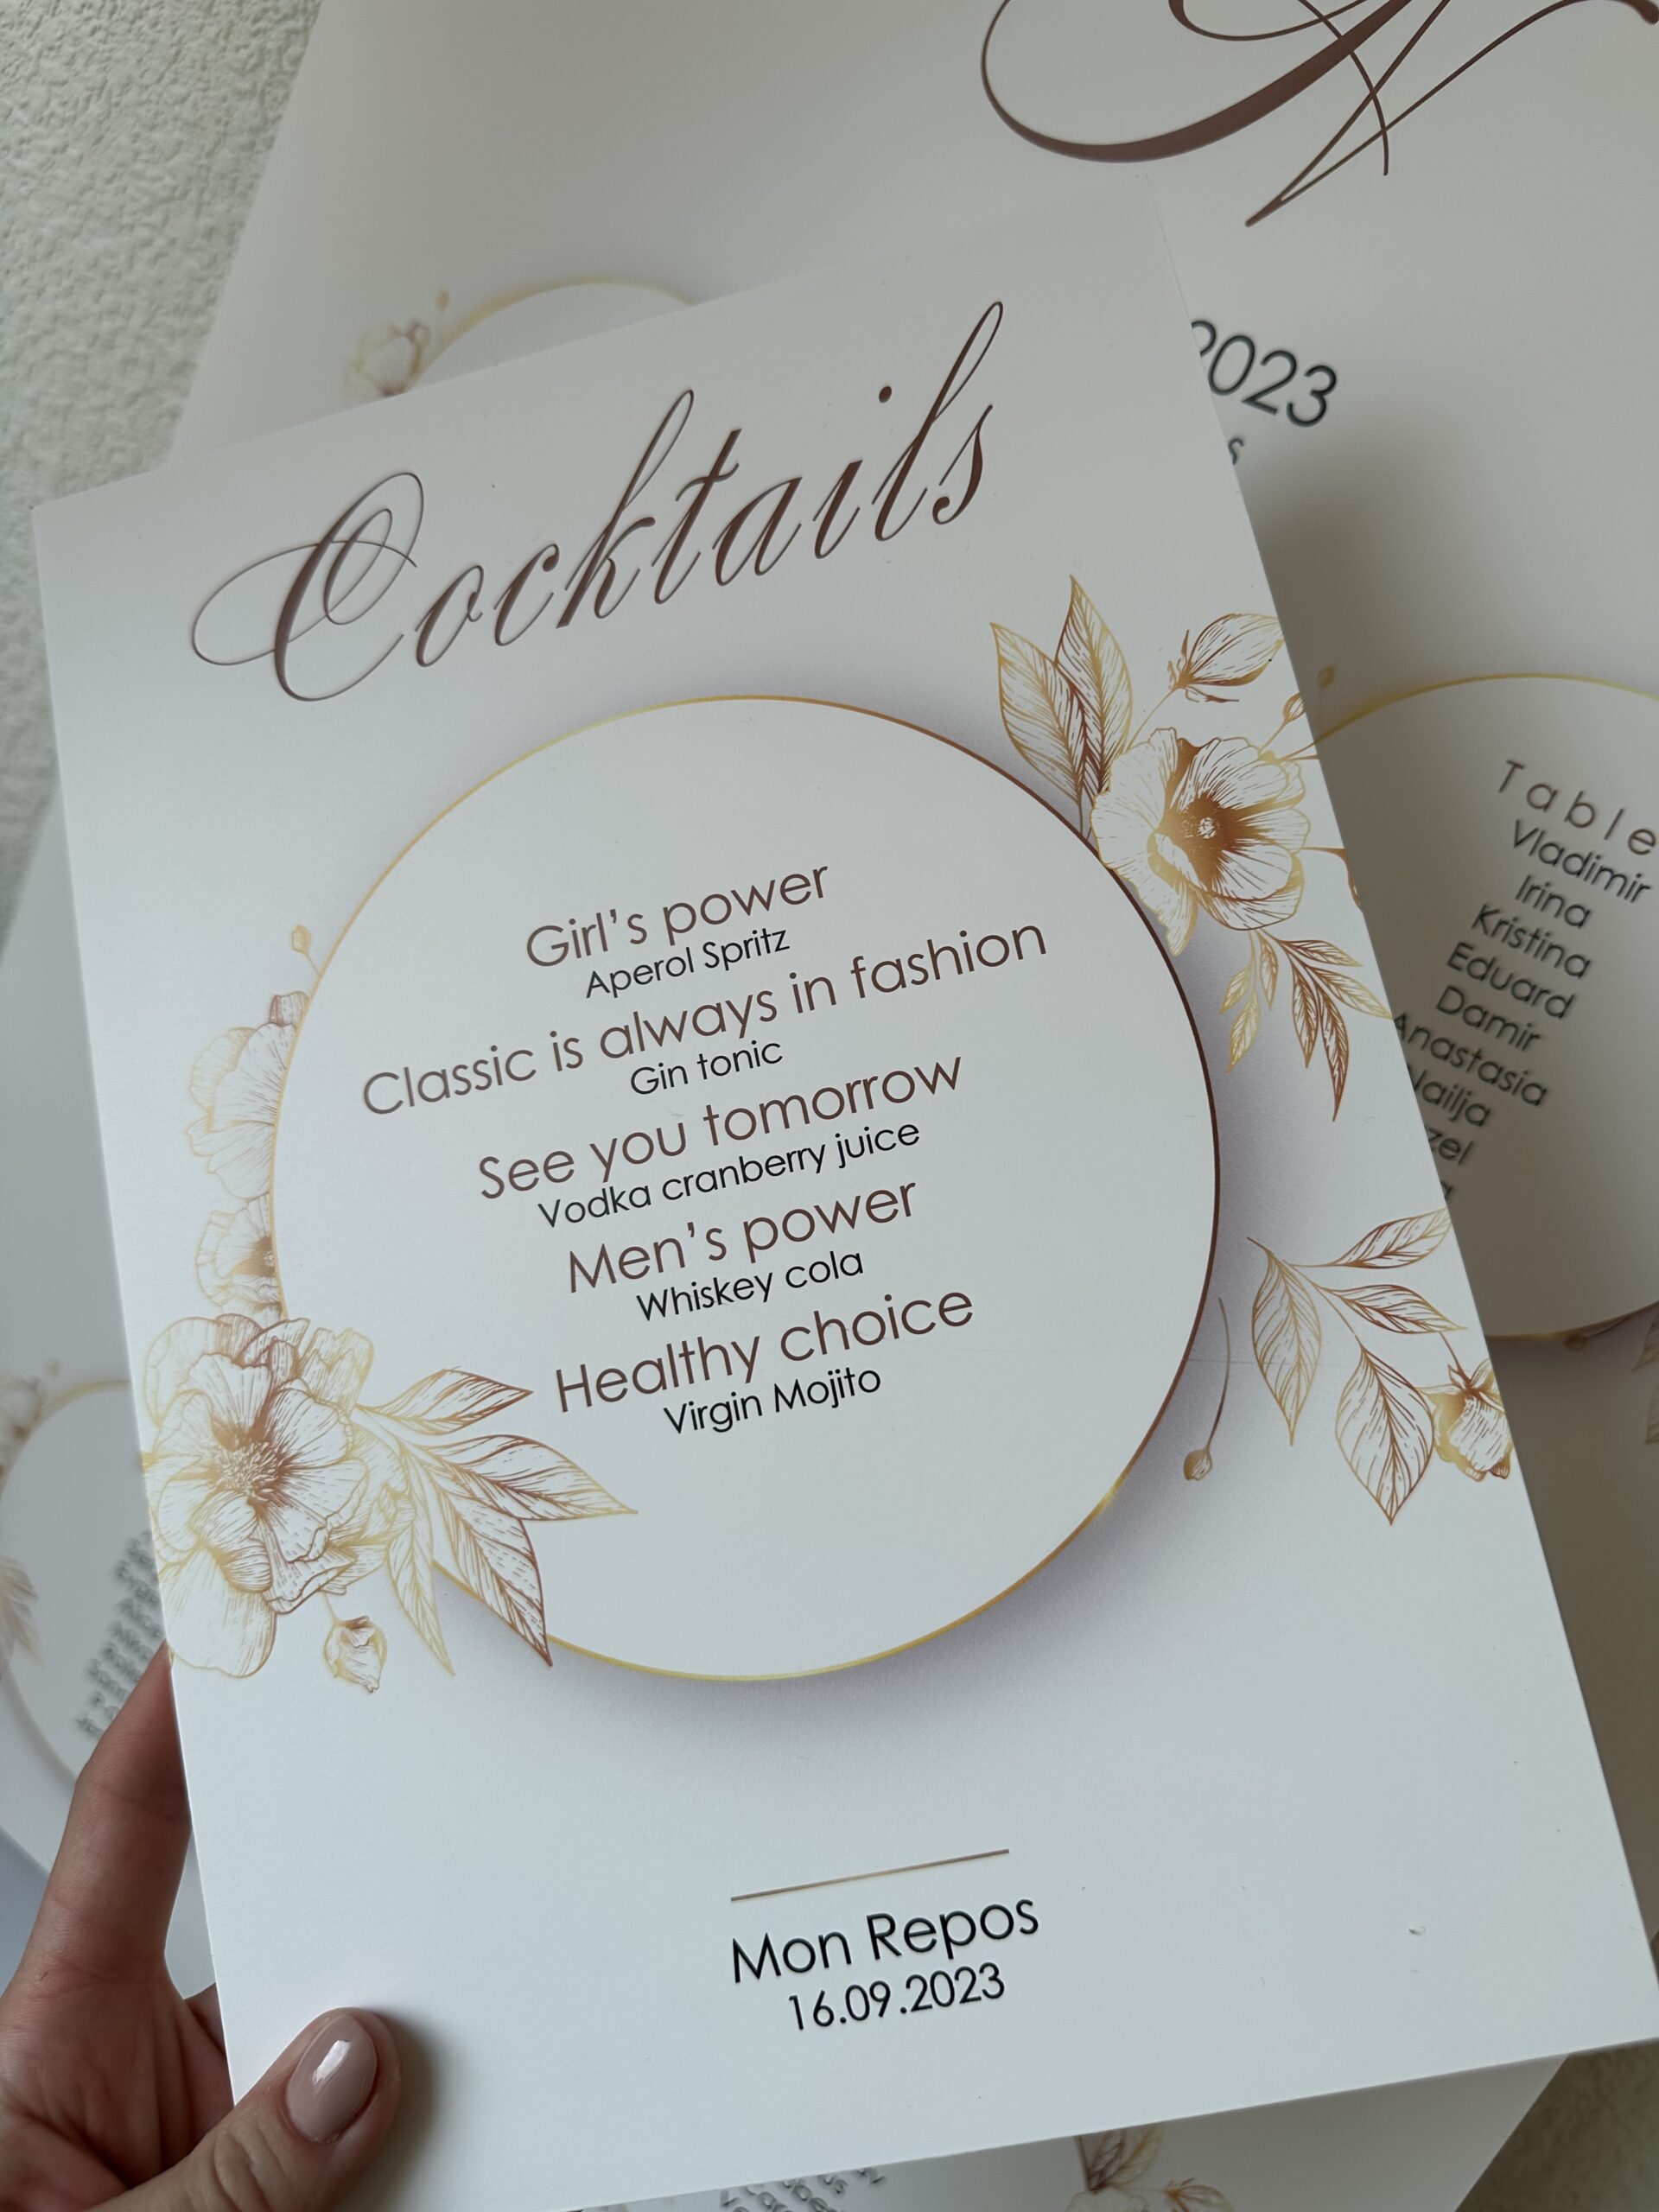 Cocktails
Girl's power
Aperol Spritz
Classic is always in fashion
Gin tonic
See you tomorrow
Vodka cranberry juice
Men's power
Whiskey cola
Healthy choice
Virgin Mojito
Mon Repos
16.09.2023
2023
Table
Vladimir
Irina
Kristina
Eduard
Damir
Anastasia
Nailja